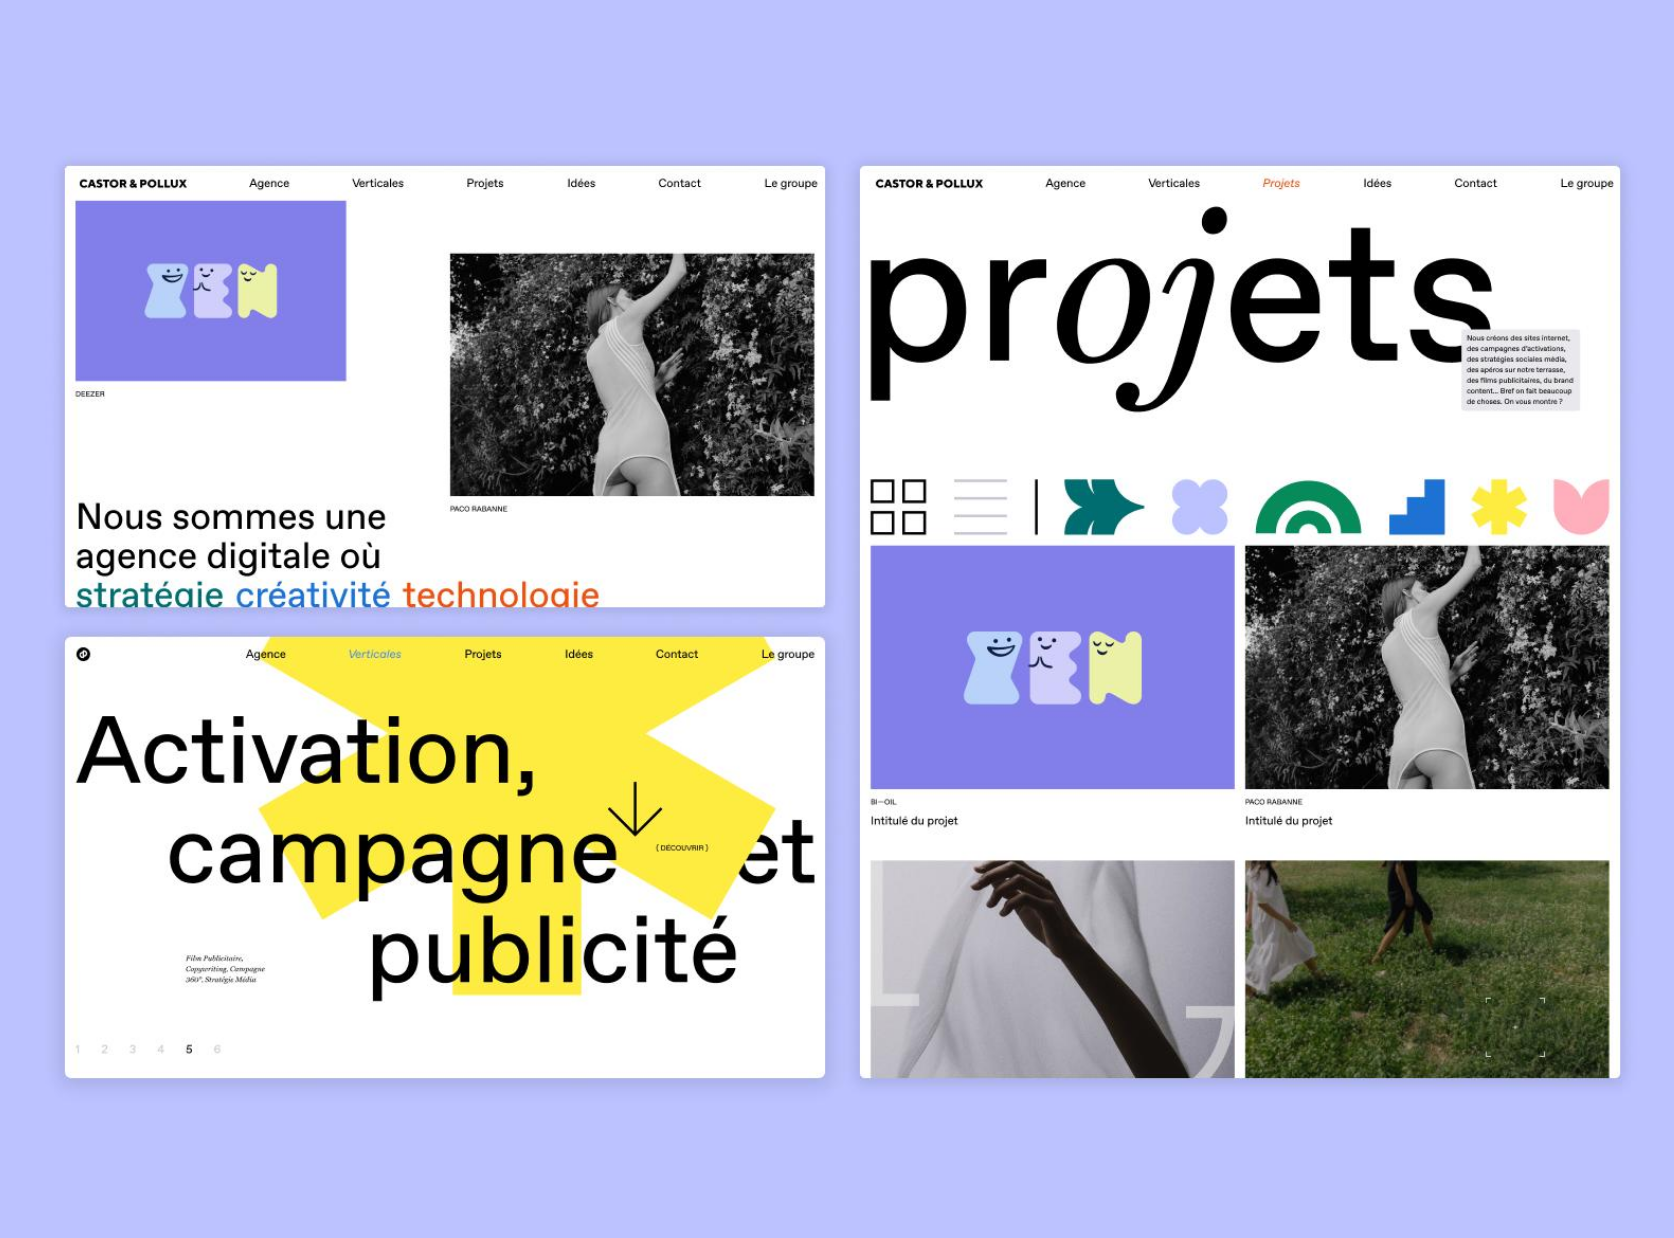 CASTOR & POLLUX
Agence
Verticales
Projets
Idées
Contact
Le groupe
ZEN
DEEZER
PACO RABANNE
Nous sommes une
agence digitale où
stratégie créativité technologie
Agence
Verticales
Projets
Idées
Contact
Le groupe
Activation,
campagne et
{ DÉCOUVRIR }
publicité
Film Publicitaire,
Copywriting, Campagne
360°, Stratégie Média
1 2 3 4 5 6
CASTOR & POLLUX
Agence
Verticales
Projets
Idées
Contact
Le groupe
projets
Nous créons des sites internet,
des campagnes d'activations,
des stratégies sociales média,
des apéros sur notre terrasse,
des films publicitaires, du brand
content... Bref on fait beaucoup
de choses. On vous montre ?
ZEN
BI—OIL
Intitulé du projet
PACO RABANNE
Intitulé du projet